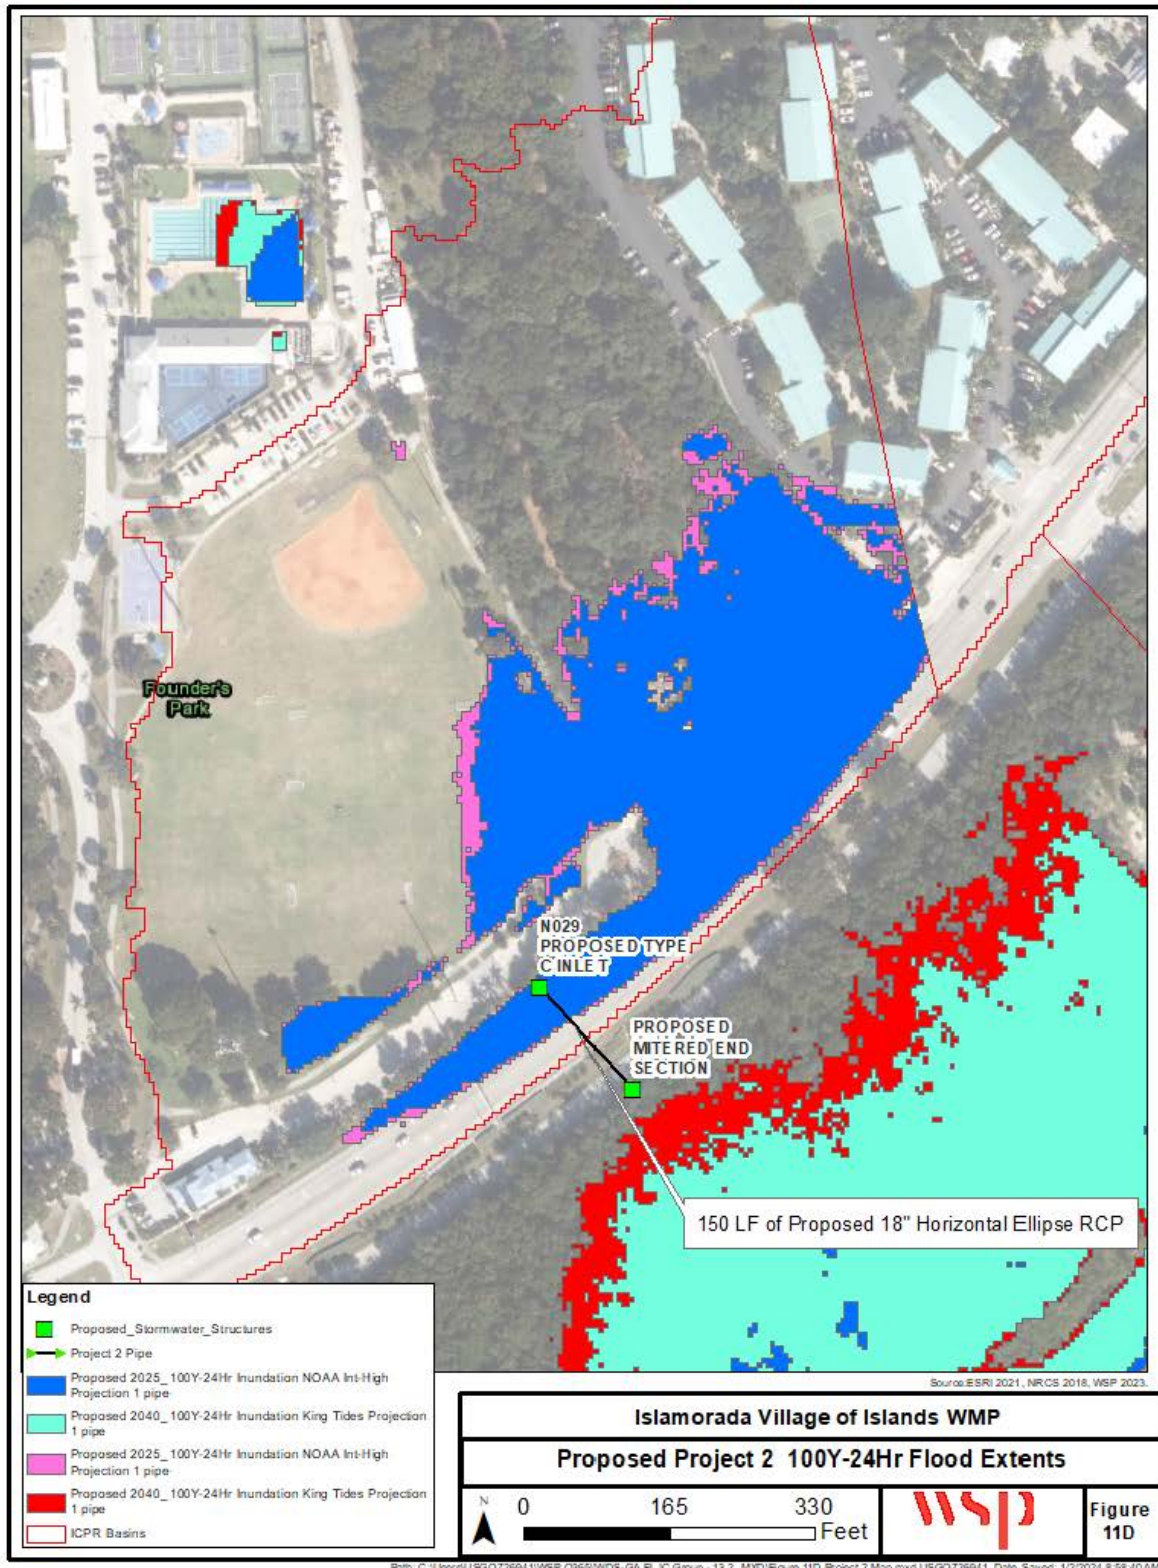 Founder's
Park
N029
PROPOSED TYPE
C INLET
PROPOSED
MITERED END
SECTION
150 LF of Proposed 18" Horizontal Ellipse RCP
Legend
Proposed_Stormwater_Structures
Project 2 Pipe
Proposed 2025_100Y-24Hr Inundation NOAA Int-High
Projection 1 pipe
Proposed 2040_100Y-24Hr Inundation King Tides Projection
1 pipe
Proposed 2025_100Y-24Hr Inundation NOAA Int-High
Projection 1 pipe
Proposed 2040_100Y-24Hr Inundation King Tides Projection
1 pipe
ICPR Basins
Source:ESRI 2021, NRCS 2018, WSP 2023.
Islamorada Village of Islands WMP
Proposed Project 2 100Y-24Hr Flood Extents
N
0 165 330
Feet
wsp
Figure
11D